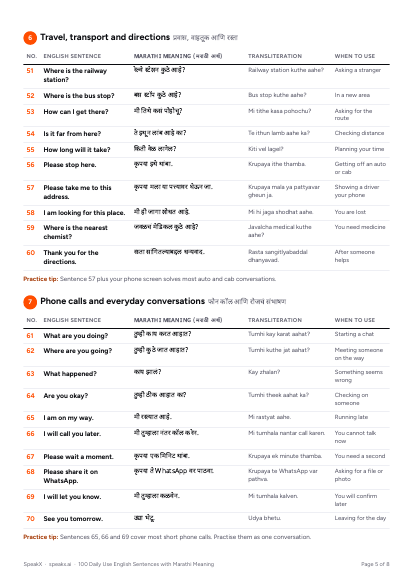 6 Travel, transport and directions प्रवास, वाहतूक आणि रस्ता
NO. ENGLISH SENTENCE MARATHI MEANING (मराठी अर्थ) TRANSLITERATION WHEN TO USE
51 Where is the railway station? रेल्वे स्टेशन कुठे आहे? Railway station kuthe aahe? Asking a stranger
52 Where is the bus stop? बस स्टॉप कुठे आहे? Bus stop kuthe aahe? In a new area
53 How can I get there? मी तिथे कसा पोहोचू? Mi tithe kasa pohochu? Asking for the route
54 Is it far from here? ते इथून लांब आहे का? Te ithun lamb aahe ka? Checking distance
55 How long will it take? किती वेळ लागेल? Kiti vel lagel? Planning your time
56 Please stop here. कृपया इथे थांबा. Krupaya ithe thamba. Getting off an auto or cab
57 Please take me to this address. कृपया मला या पत्त्यावर घेऊन जा. Krupaya mala ya pattyavar gheun ja. Showing a driver your phone
58 I am looking for this place. मी ही जागा शोधत आहे. Mi hi jaga shodhat aahe. You are lost
59 Where is the nearest chemist? जवळचं मेडिकल कुठे आहे? Javalcha medical kuthe aahe? You need medicine
60 Thank you for the directions. रस्ता सांगितल्याबद्दल धन्यवाद. Rasta sangitlyabaddal dhanyavad. After someone helps
Practice tip: Sentence 57 plus your phone screen solves most auto and cab conversations.
7 Phone calls and everyday conversations फोन कॉल आणि रोजचं संभाषण
NO. ENGLISH SENTENCE MARATHI MEANING (मराठी अर्थ) TRANSLITERATION WHEN TO USE
61 What are you doing? तुम्ही काय करत आहात? Tumhi kay karat aahat? Starting a chat
62 Where are you going? तुम्ही कुठे जात आहात? Tumhi kuthe jat aahat? Meeting someone on the way
63 What happened? काय झालं? Kay zhalan? Something seems wrong
64 Are you okay? तुम्ही ठीक आहात का? Tumhi theek aahat ka? Checking on someone
65 I am on my way. मी रस्त्यात आहे. Mi rastyat aahe. Running late
66 I will call you later. मी तुम्हाला नंतर कॉल करेन. Mi tumhala nantar call karen. You cannot talk now
67 Please wait a moment. कृपया एक मिनिट थांबा. Krupaya ek minute thamba. You need a second
68 Please share it on WhatsApp. कृपया ते WhatsApp वर पाठवा. Krupaya te WhatsApp var pathva. Asking for a file or photo
69 I will let you know. मी तुम्हाला कळवेन. Mi tumhala kalven. You will confirm later
70 See you tomorrow. उद्या भेटू. Udya bhetu. Leaving for the day
Practice tip: Sentences 65, 66 and 69 cover most short phone calls. Practise them as one conversation.
SpeakX · speakx.ai · 100 Daily Use English Sentences with Marathi Meaning Page 5 of 8